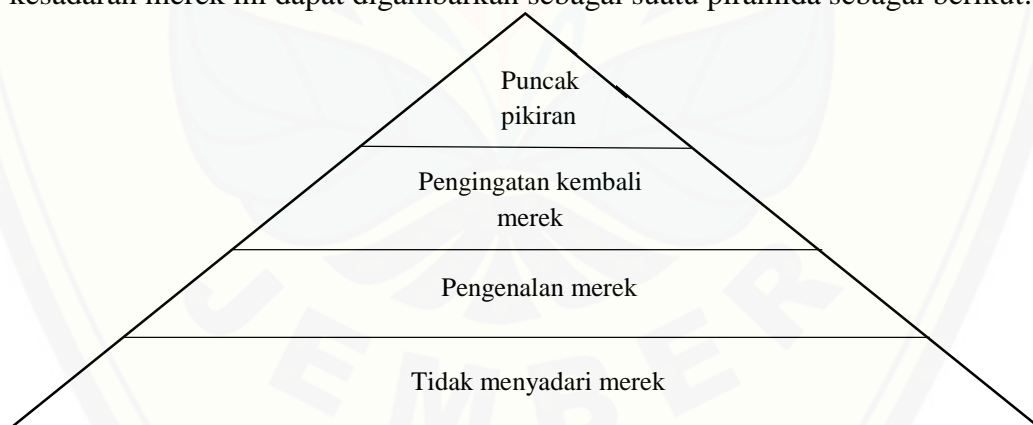 kesadaran merek ini dapat digambarkan sebagai suatu piramida sebagai berikut:
Puncak
pikiran
Pengingatan kembali
merek
Pengenalan merek
Tidak menyadari merek
JEMBER